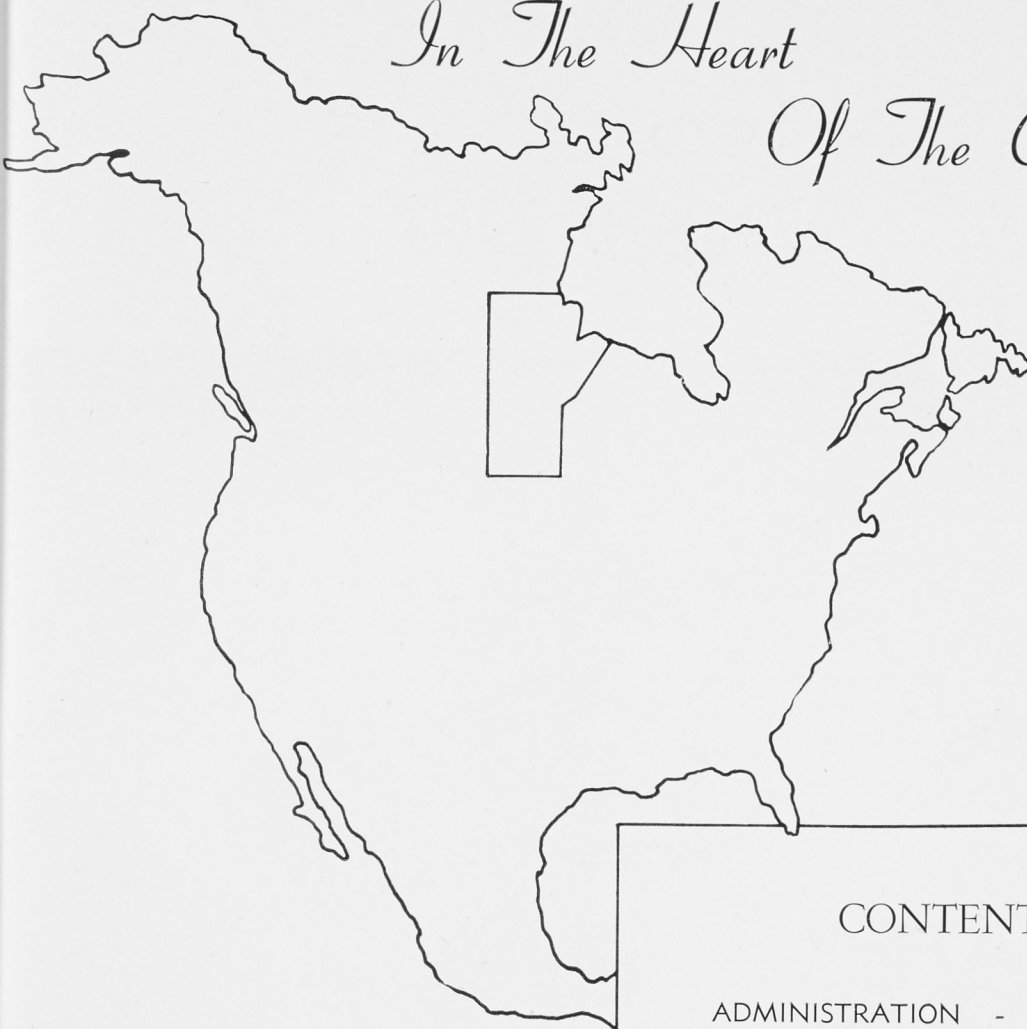 In The Heart
Of The
CONTENT
ADMINISTRATION -